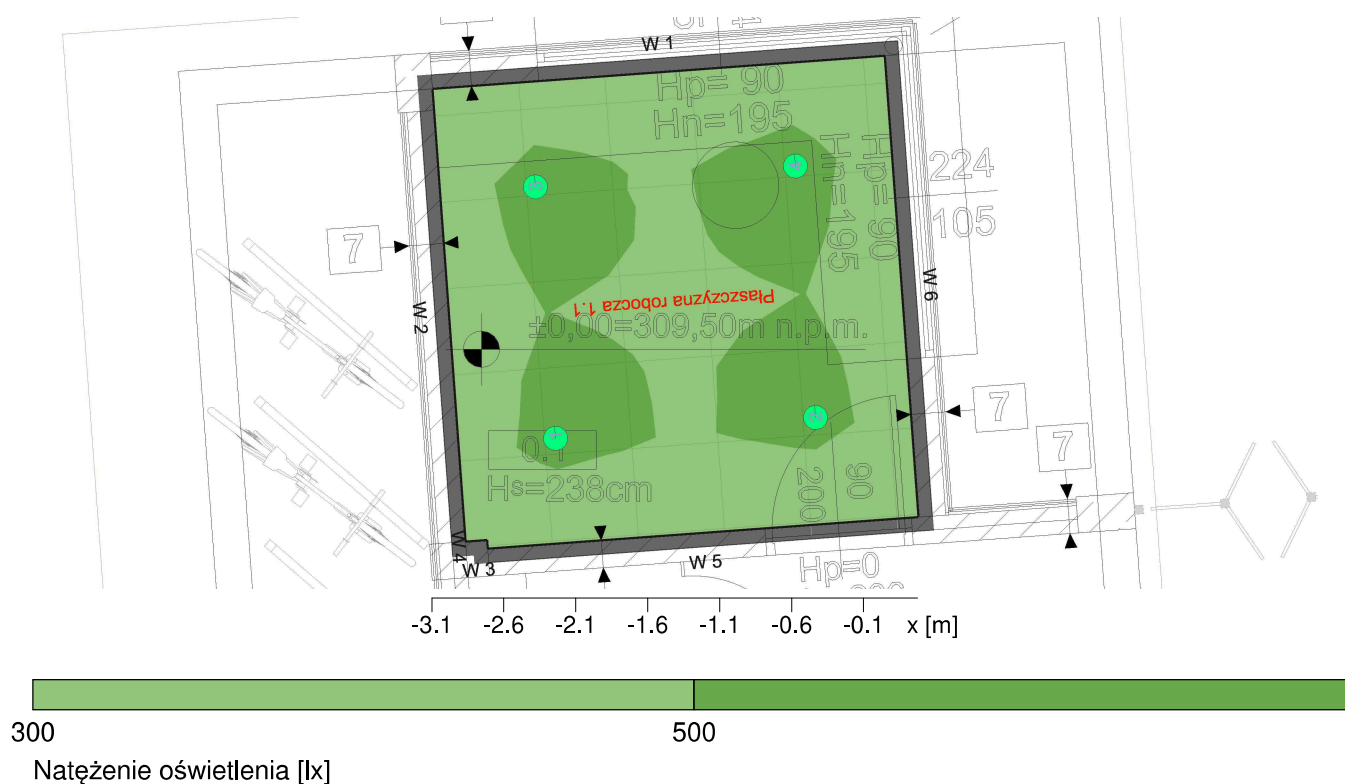 W 1
Hp= 90
Hn=195
Hp= 90
Hn=195
224
105
7
W 2
W 6
Płaszczyzna robocza 1.1
±0,00=309,50m n.p.m.
7
7
0.1
Hs=238cm
90
200
W 4
W 3
W 5
Hp=0
-3.1 -2.6 -2.1 -1.6 -1.1 -0.6 -0.1 x [m]
300 500
Natężenie oświetlenia [lx]